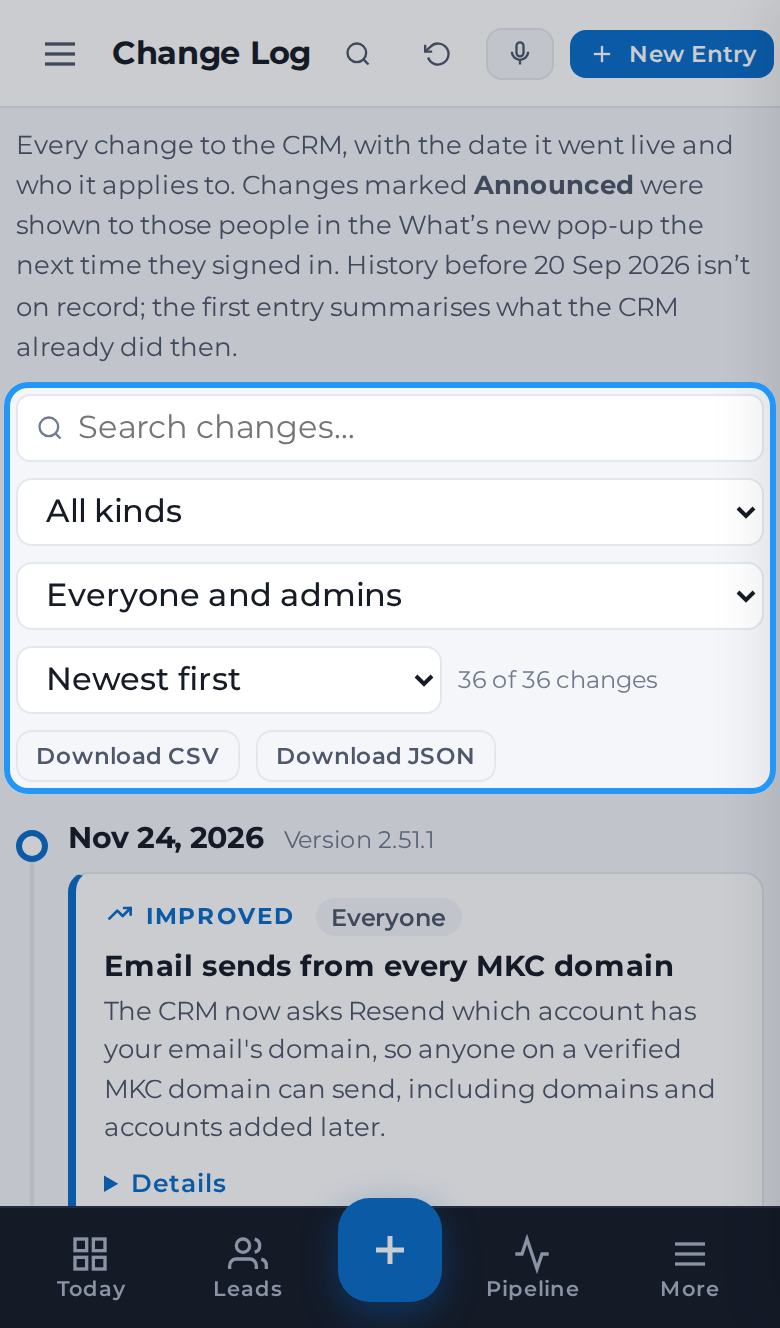 Change Log
New Entry
Every change to the CRM, with the date it went live and
who it applies to. Changes marked Announced were
shown to those people in the What’s new pop-up the
next time they signed in. History before 20 Sep 2026 isn’t
on record; the first entry summarises what the CRM
already did then.
Search changes...
All kinds
Everyone and admins
Newest first
36 of 36 changes
Download CSV
Download JSON
Nov 24, 2026 Version 2.51.1
IMPROVED Everyone
Email sends from every MKC domain
The CRM now asks Resend which account has
your email's domain, so anyone on a verified
MKC domain can send, including domains and
accounts added later.
Details
Today
Leads
Pipeline
More